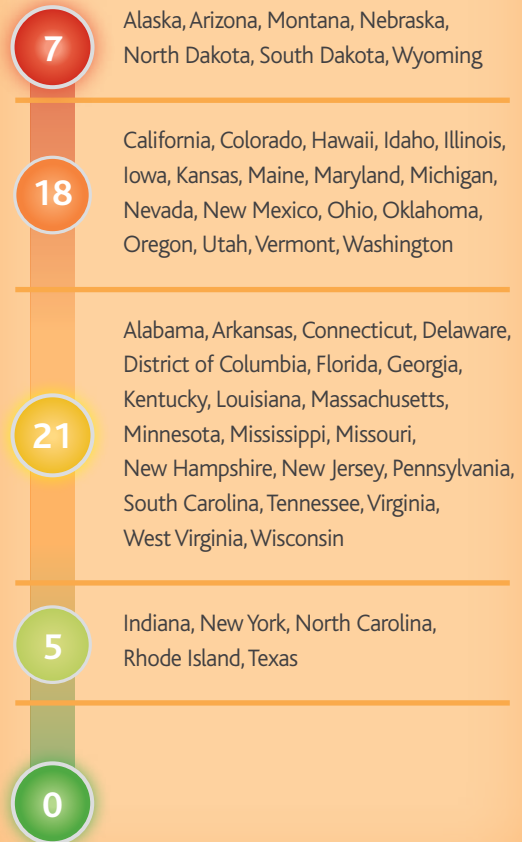 7
Alaska, Arizona, Montana, Nebraska,
North Dakota, South Dakota, Wyoming
18
California, Colorado, Hawaii, Idaho, Illinois,
Iowa, Kansas, Maine, Maryland, Michigan,
Nevada, New Mexico, Ohio, Oklahoma,
Oregon, Utah, Vermont, Washington
21
Alabama, Arkansas, Connecticut, Delaware,
District of Columbia, Florida, Georgia,
Kentucky, Louisiana, Massachusetts,
Minnesota, Mississippi, Missouri,
New Hampshire, New Jersey, Pennsylvania,
South Carolina, Tennessee, Virginia,
West Virginia, Wisconsin
5
Indiana, New York, North Carolina,
Rhode Island, Texas
0